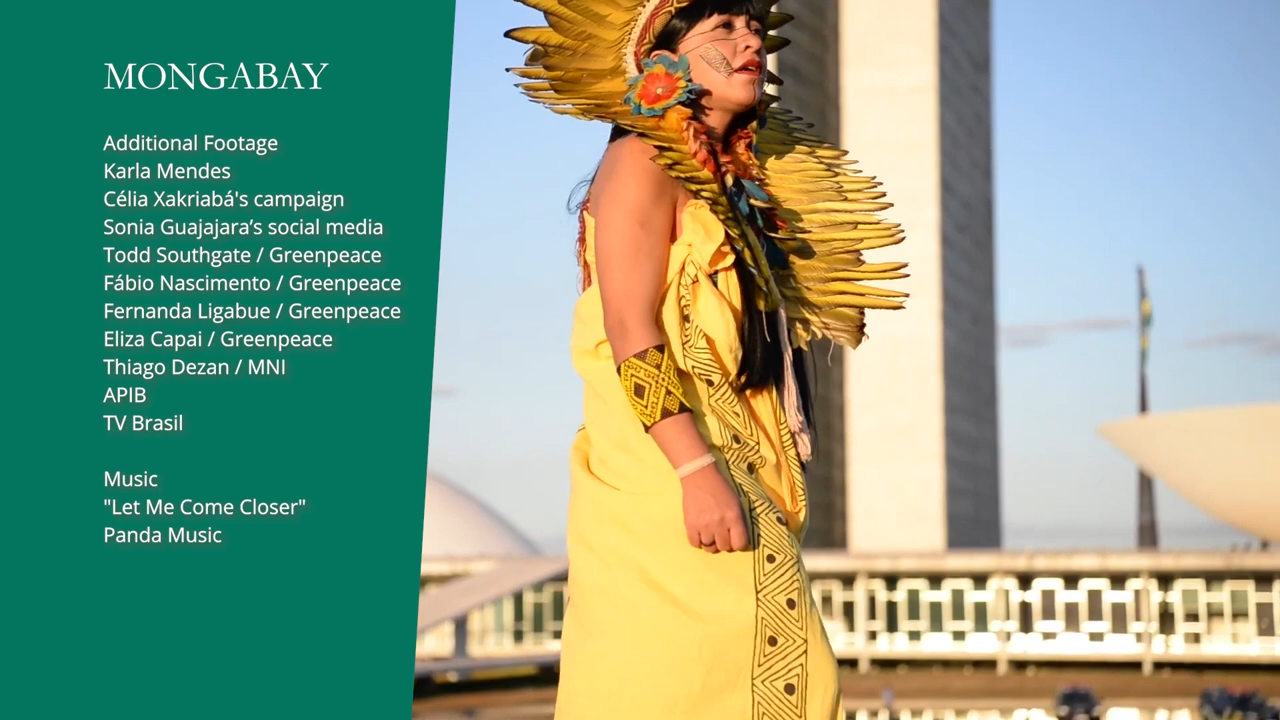 MONGABAY
Additional Footage
Karla Mendes
Célia Xakriabá's campaign
Sonia Guajajara’s social media
Todd Southgate / Greenpeace
Fábio Nascimento / Greenpeace
Fernanda Ligabue / Greenpeace
Eliza Capai / Greenpeace
Thiago Dezan / MNI
APIB
TV Brasil
Music
"Let Me Come Closer"
Panda Music